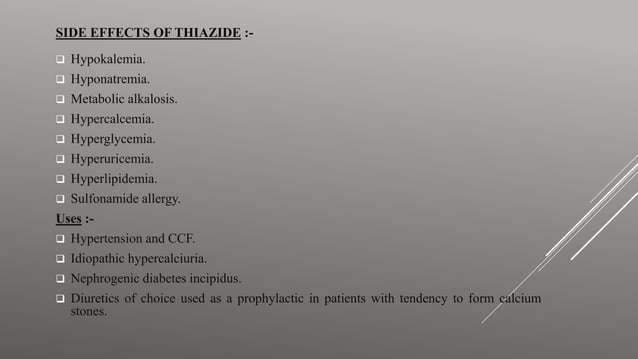 SIDE EFFECTS OF THIAZIDE :-
Hypokalemia.
Hyponatremia.
Metabolic alkalosis.
Hypercalcemia.
Hyperglycemia.
Hyperuricemia.
Hyperlipidemia.
Sulfonamide allergy.
Uses :-
Hypertension and CCF.
Idiopathic hypercalciuria.
Nephrogenic diabetes incipidus.
Diuretics of choice used as a prophylactic in patients with tendency to form calcium
stones.